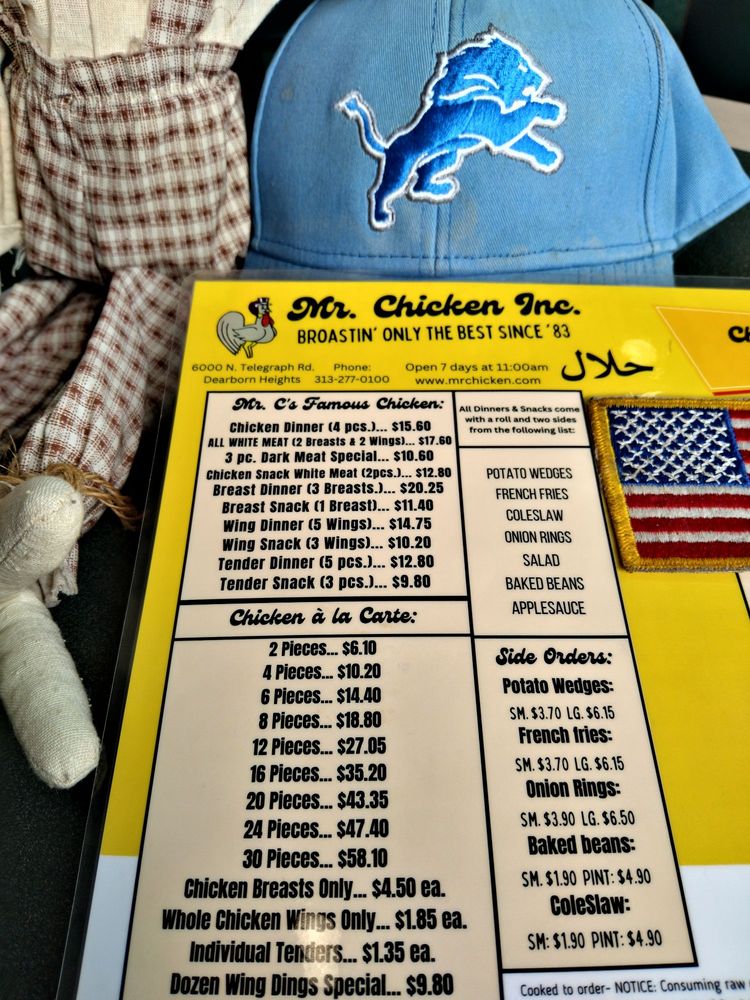 Mr. Chicken Inc.
BROASTIN' ONLY THE BEST SINCE '83
6000 N. Telegraph Rd.
Dearborn Heights
Phone:
313-277-0100
Open 7 days at 11:00am
www.mrchicken.com
حلال
Mr. C's Famous Chicken:
Chicken Dinner (4 pcs.)... $15.60
ALL WHITE MEAT (2 Breasts & 2 Wings)... $17.60
3 pc. Dark Meat Special... $10.60
Chicken Snack White Meat (2pcs.)... $12.80
Breast Dinner (3 Breasts.)... $20.25
Breast Snack (1 Breast)... $11.40
Wing Dinner (5 Wings)... $14.75
Wing Snack (3 Wings)... $10.20
Tender Dinner (5 pcs.)... $12.80
Tender Snack (3 pcs.)... $9.80
All Dinners & Snacks come
with a roll and two sides
from the following list:
POTATO WEDGES
FRENCH FRIES
COLESLAW
ONION RINGS
SALAD
BAKED BEANS
APPLESAUCE
Chicken à la Carte:
2 Pieces... $6.10
4 Pieces... $10.20
6 Pieces... $14.40
8 Pieces... $18.80
12 Pieces... $27.05
16 Pieces... $35.20
20 Pieces... $43.35
24 Pieces... $47.40
30 Pieces... $58.10
Chicken Breasts Only... $4.50 ea.
Whole Chicken Wings Only... $1.85 ea.
Individual Tenders... $1.35 ea.
Dozen Wing Dings Special... $9.80
Side Orders:
Potato Wedges:
SM. $3.70 LG. $6.15
French fries:
SM. $3.70 LG. $6.15
Onion Rings:
SM. $3.90 LG. $6.50
Baked beans:
SM. $1.90 PINT: $4.90
ColeSlaw:
SM: $1.90 PINT: $4.90
Cooked to order- NOTICE: Consuming raw